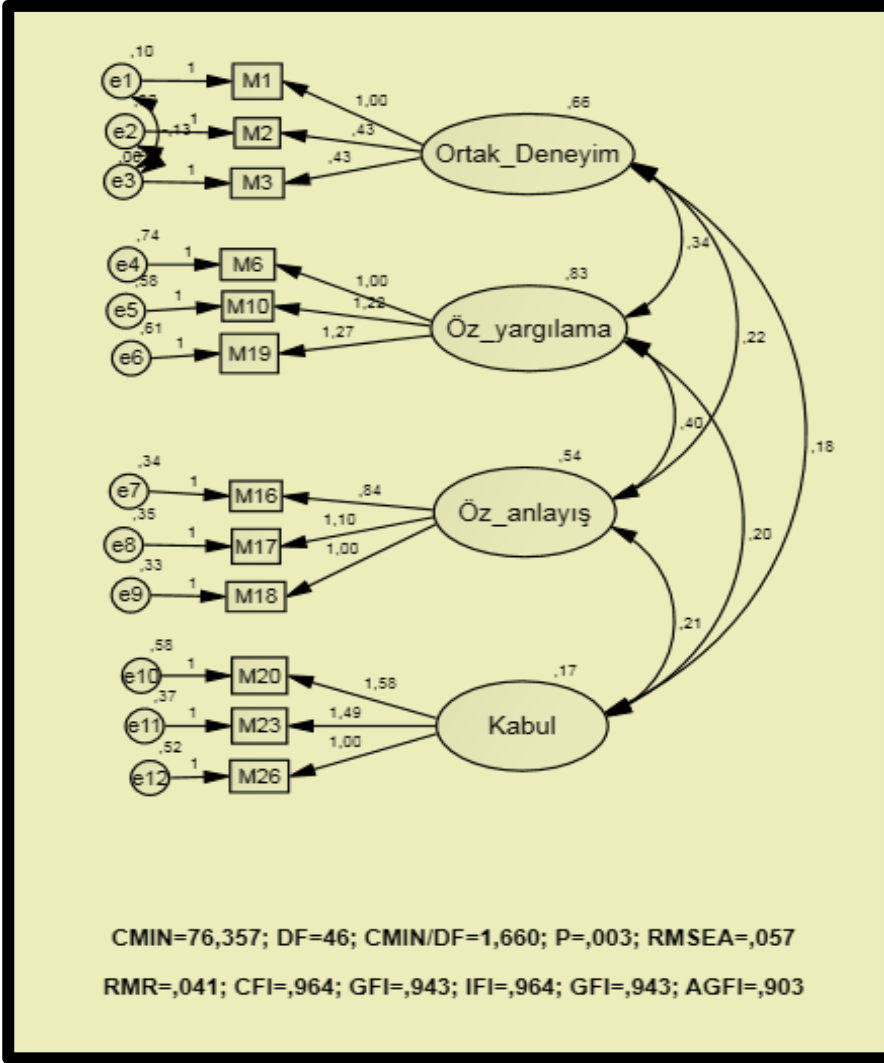 ,10
e1 1 M1
1,00
,66
e2 1 M2
-,13
,43
Ortak_Deneyim
e3 1 M3
,43
,34
,74
e4 1 M6
1,00
,83
,58
e5 1 M10
1,22
Öz_yargılama
,61
e6 1 M19
1,27
,22
,40
,18
,34
e7 1 M16
,84
,54
,35
e8 1 M17
1,10
Öz_anlayış
,33
e9 1 M18
1,00
,20
,21
,58
e10 1 M20
1,58
,17
,37
e11 1 M23
1,49
Kabul
,52
e12 1 M26
1,00
CMIN=76,357; DF=46; CMIN/DF=1,660; P=,003; RMSEA=,057
RMR=,041; CFI=,964; GFI=,943; IFI=,964; GFI=,943; AGFI=,903